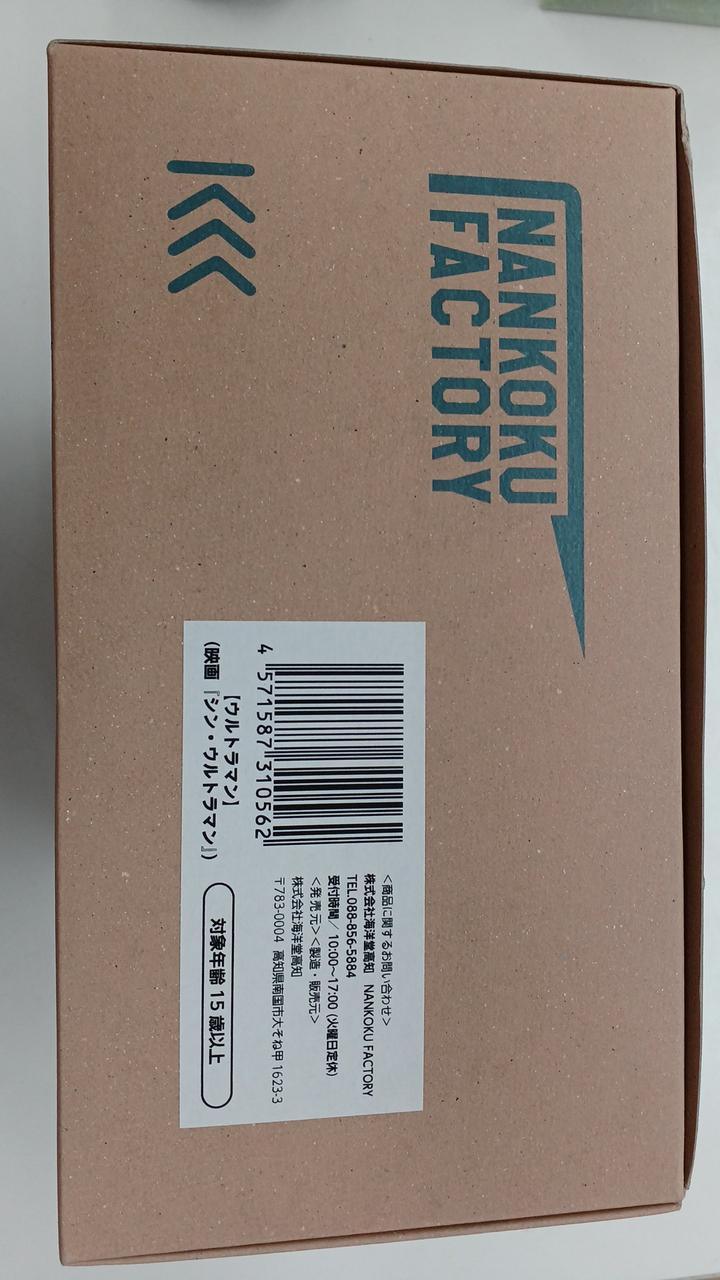 NANKOKU
FACTORY
4 571587 310562
【ウルトラマン】
(映画『シン・ウルトラマン』)
<商品に関するお問い合わせ>
株式会社海洋堂高知 NANKOKU FACTORY
TEL.088-856-5884
受付時間/ 10:00~17:00 (火曜日定休)
<発売元><製造・販売元>
株式会社海洋堂高知
〒783-0004 高知県南国市大そね甲 1623-3
対象年齢 15 歳以上